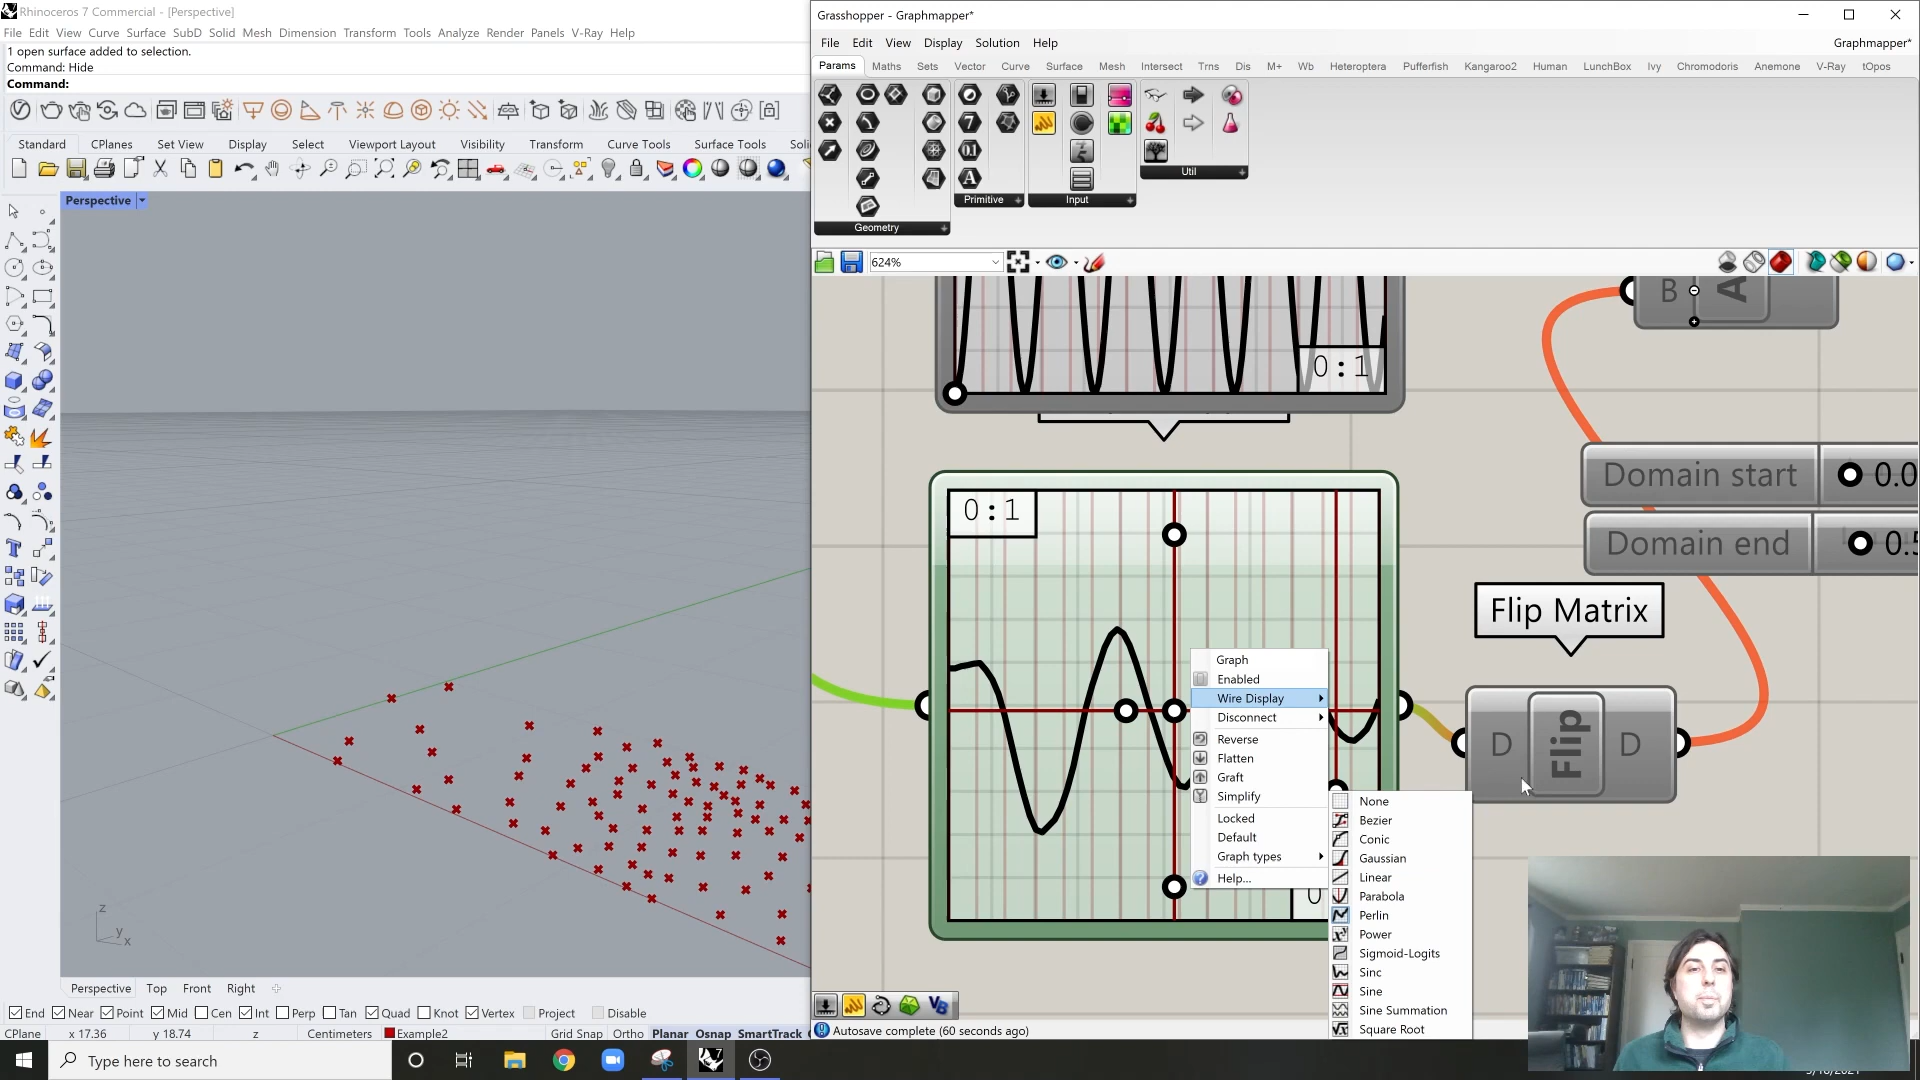 Rhinoceros 7 Commercial - [Perspective]
File Edit View Curve Surface SubD Solid Mesh Dimension Transform Tools Analyze Render Panels V-Ray Help
1 open surface added to selection.
Command: Hide
Command:
Standard CPlanes Set View Display Select Viewport Layout Visibility Transform Curve Tools Surface Tools Soli
Perspective
z
y
x
Perspective Top Front Right
End Near Point Mid Cen Int Perp Tan Quad Knot Vertex Project Disable
CPlane x 17.36 y 18.74 z Centimeters Example2 Grid Snap Ortho Planar Osnap SmartTrack
Grasshopper - Graphmapper*
File Edit View Display Solution Help
Graphmapper*
Params Maths Sets Vector Curve Surface Mesh Intersect Trns Dis M+ Wb Heteroptera Pufferfish Kangaroo2 Human LunchBox Ivy Chromodoris Anemone V-Ray tOpos
Geometry
Primitive
Input
Util
624%
0:1
B A
Domain start 0.0
Domain end 0.5
0:1
Flip Matrix
D Flip D
0
Graph
Enabled
Wire Display
Disconnect
Reverse
Flatten
Graft
Simplify
Locked
Default
Graph types
Help...
None
Bezier
Conic
Gaussian
Linear
Parabola
Perlin
Power
Sigmoid-Logits
Sinc
Sine
Sine Summation
Square Root
Autosave complete (60 seconds ago)
Type here to search